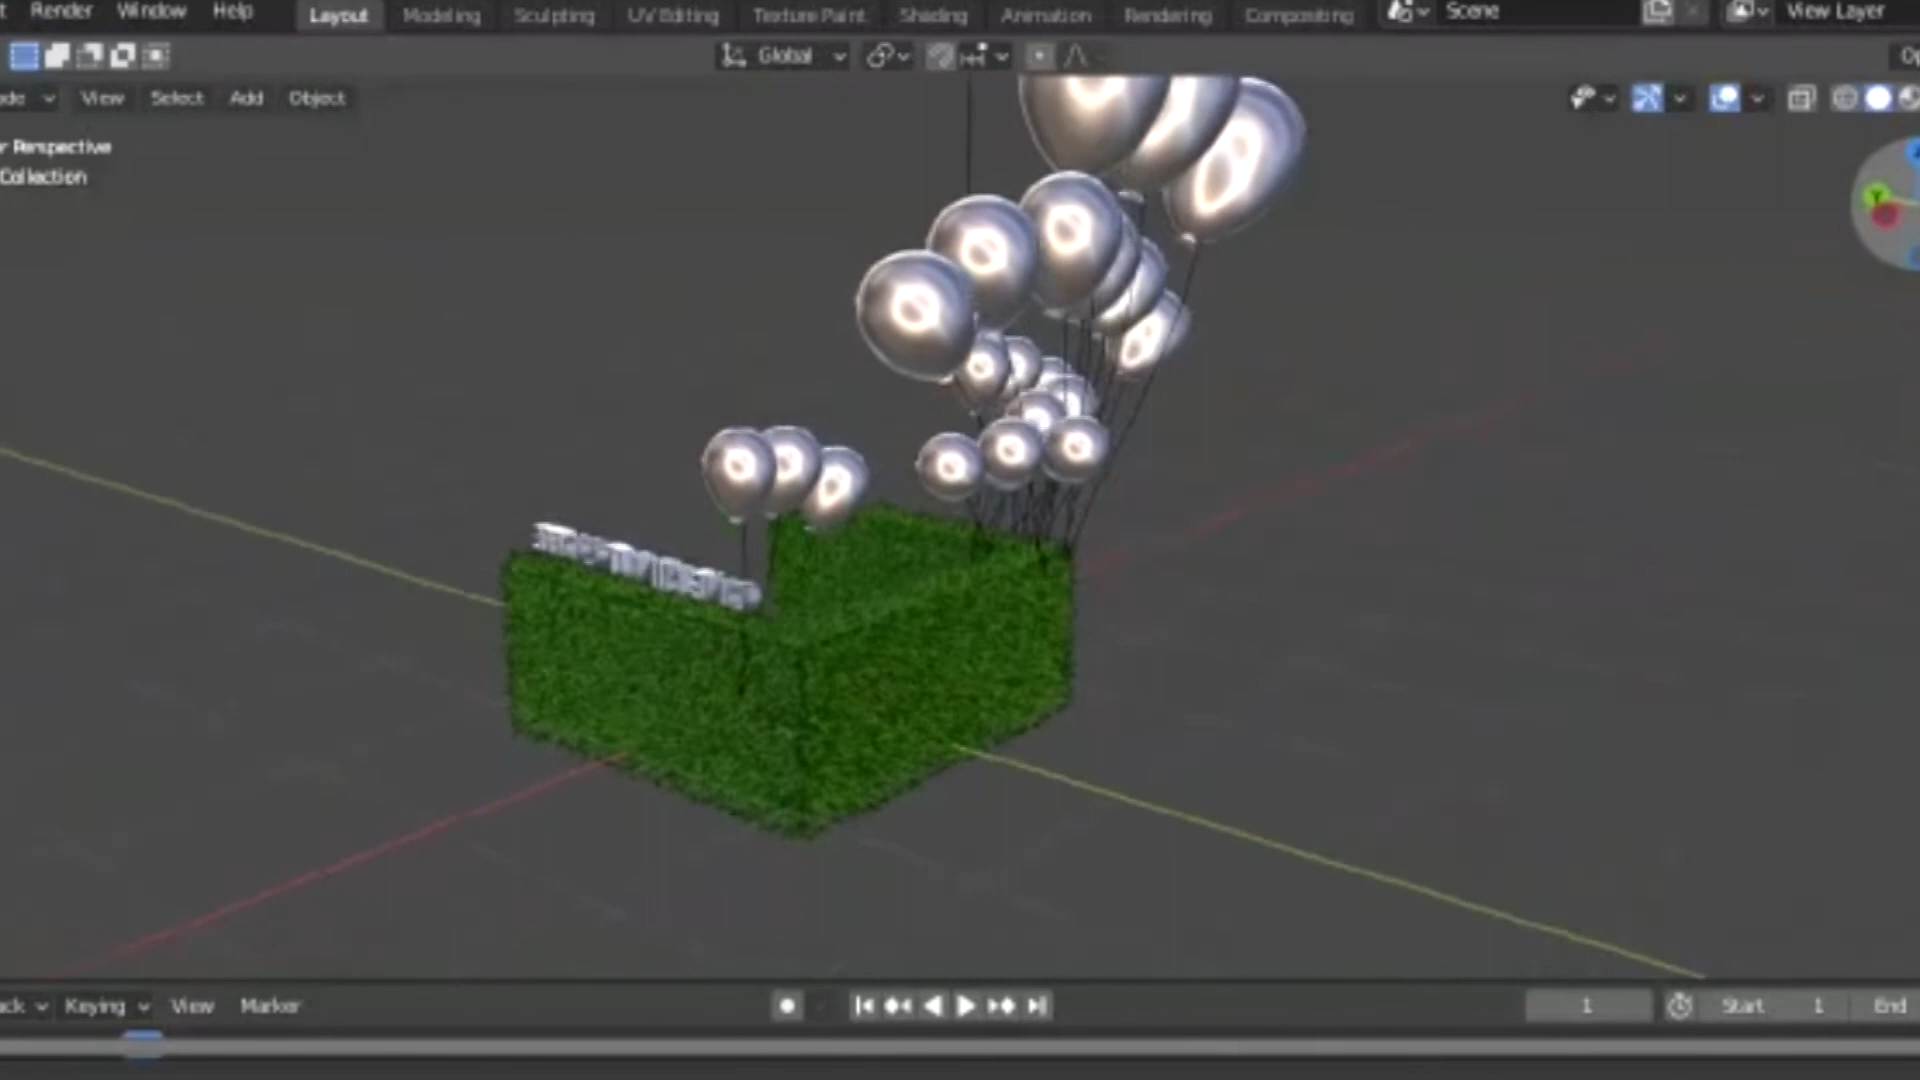 Render Window Help Layout Modeling Sculpting UV Editing Texture Paint Shading Animation Rendering Compositing Scene View Layer
Global
View Select Add Object
Perspective
Collection
Y
Keying View Marker 1 Start 1 End